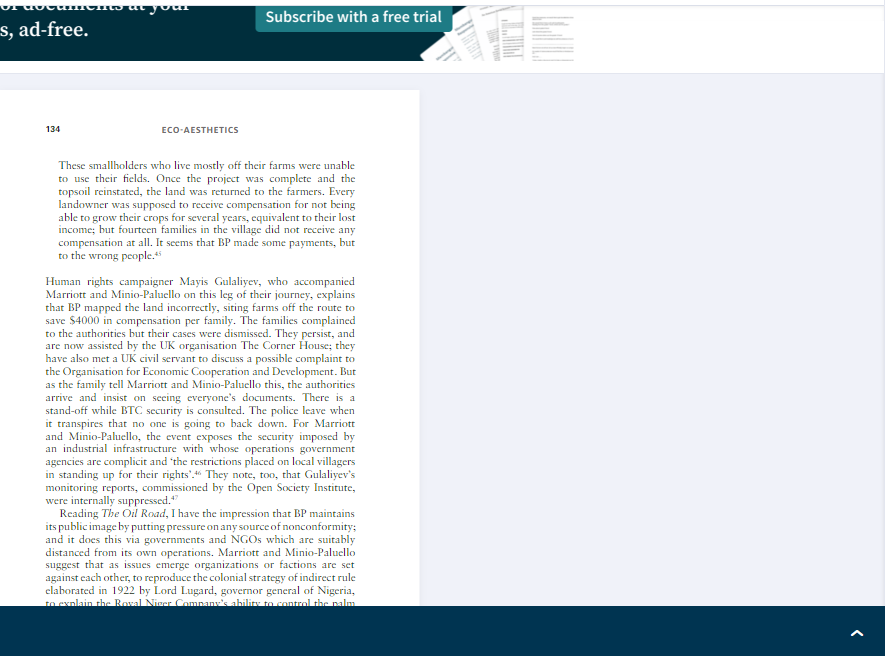 of documents at your
s, ad-free.
Subscribe with a free trial
134
ECO-AESTHETICS
These smallholders who live mostly off their farms were unable
to use their fields. Once the project was complete and the
topsoil reinstated, the land was returned to the farmers. Every
landowner was supposed to receive compensation for not being
able to grow their crops for several years, equivalent to their lost
income; but fourteen families in the village did not receive any
compensation at all. It seems that BP made some payments, but
to the wrong people.45
Human rights campaigner Mayis Gulaliyev, who accompanied
Marriott and Minio-Paluello on this leg of their journey, explains
that BP mapped the land incorrectly, siting farms off the route to
save $4000 in compensation per family. The families complained
to the authorities but their cases were dismissed. They persist, and
are now assisted by the UK organisation The Corner House; they
have also met a UK civil servant to discuss a possible complaint to
the Organisation for Economic Cooperation and Development. But
as the family tell Marriott and Minio-Paluello this, the authorities
arrive and insist on seeing everyone's documents. There is a
stand-off while BTC security is consulted. The police leave when
it transpires that no one is going to back down. For Marriott
and Minio-Paluello, the event exposes the security imposed by
an industrial infrastructure with whose operations government
agencies are complicit and 'the restrictions placed on local villagers
in standing up for their rights'.46 They note, too, that Gulaliyev's
monitoring reports, commissioned by the Open Society Institute,
were internally suppressed.47
Reading The Oil Road, I have the impression that BP maintains
its public image by putting pressure on any source of nonconformity;
and it does this via governments and NGOs which are suitably
distanced from its own operations. Marriott and Minio-Paluello
suggest that as issues emerge organizations or factions are set
against each other, to reproduce the colonial strategy of indirect rule
elaborated in 1922 by Lord Lugard, governor general of Nigeria,
to explain the Royal Niger Company's ability to control the palm